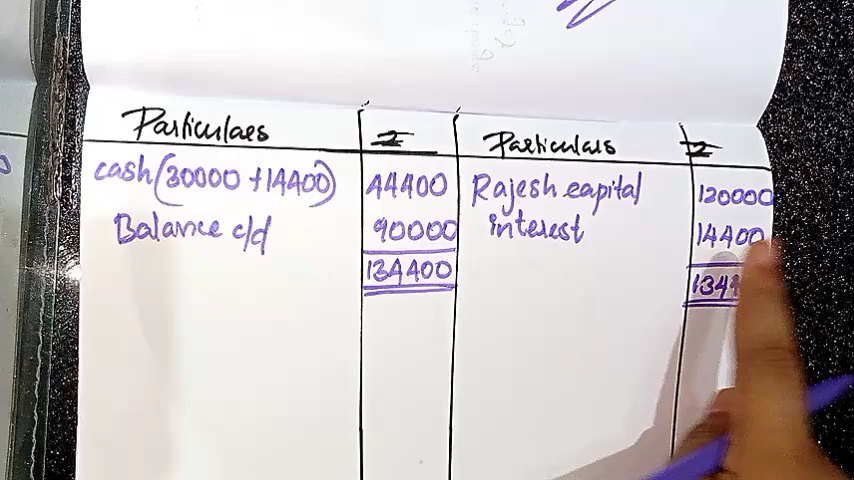 Particulars ₹ Particulars ₹
Cash (30000 + 14400) 44400 Rajesh capital 120000
Balance c/d 90000 interest 14400
134400